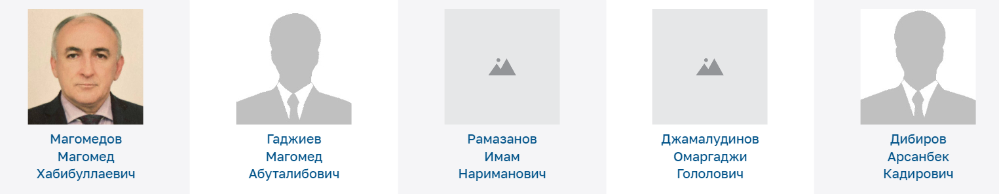 Магомедов
Магомед
Хабибуллаевич
Гаджиев
Магомед
Абуталибович
Рамазанов
Имам
Нариманович
Джамалудинов
Омаргаджи
Гололович
Дибиров
Арсанбек
Кадирович